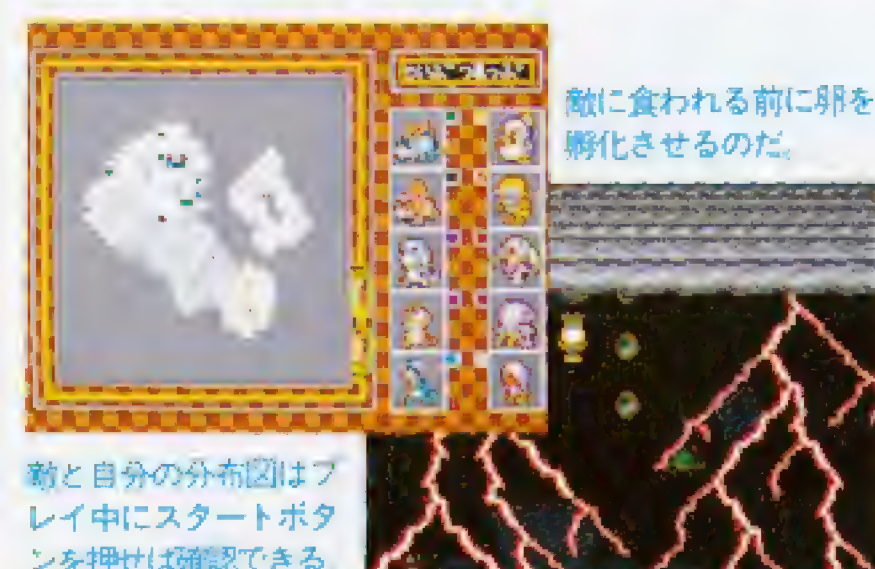 敵に食われる前に卵を
孵化させるのだ。
敵と自分の分布図はプ
レイ中にスタートボタ
ンを押せば確認できる